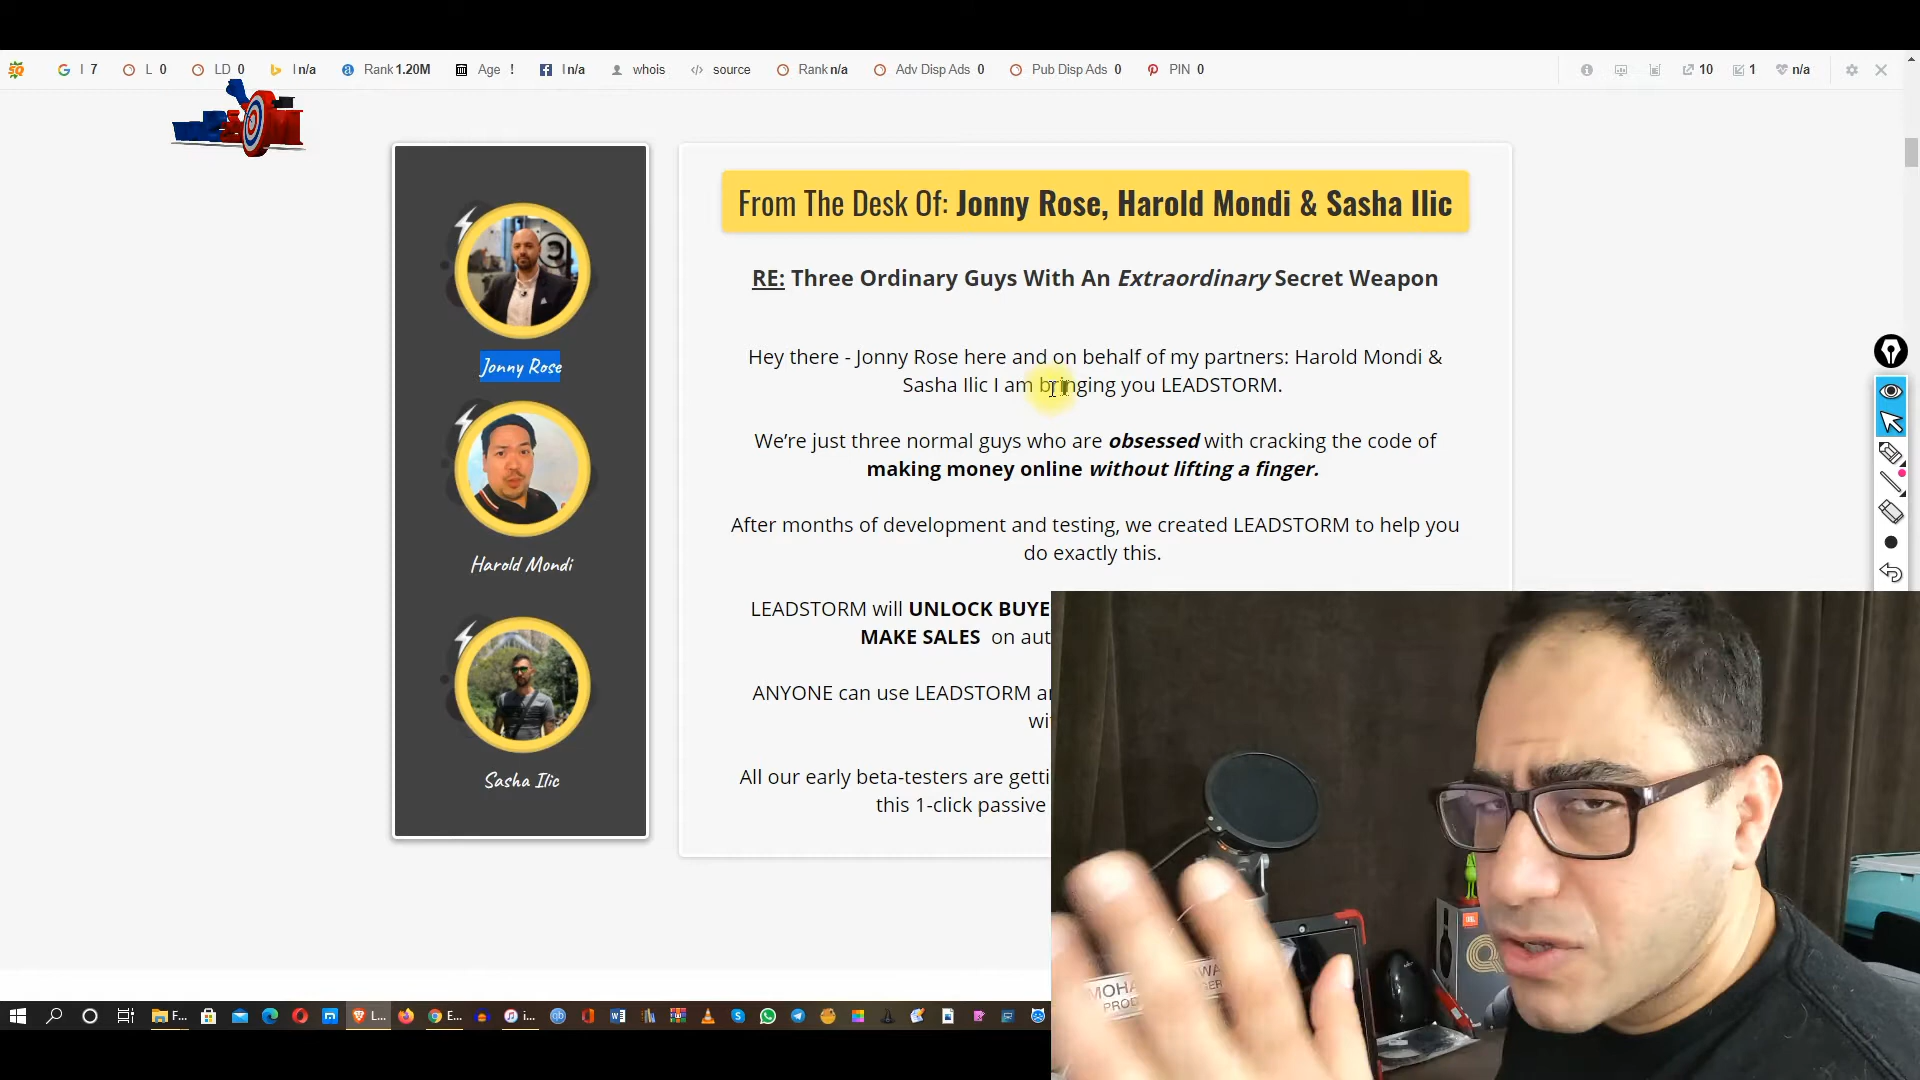 I 7
L 0
LD 0
I n/a
Rank 1.20M
Age !
I n/a
whois
source
Rank n/a
Adv Disp Ads 0
Pub Disp Ads 0
PIN 0
10
1
n/a
Jonny Rose
Harold Mondi
Sasha Ilic
From The Desk Of: Jonny Rose, Harold Mondi & Sasha Ilic
RE: Three Ordinary Guys With An Extraordinary Secret Weapon
Hey there - Jonny Rose here and on behalf of my partners: Harold Mondi &
Sasha Ilic I am bringing you LEADSTORM.
We’re just three normal guys who are obsessed with cracking the code of
making money online without lifting a finger.
After months of development and testing, we created LEADSTORM to help you
do exactly this.
LEADSTORM will UNLOCK BUYE
MAKE SALES on aut
ANYONE can use LEADSTORM ar
wi
All our early beta-testers are getti
this 1-click passive
JBL
MOHA
PROD
F...
L...
E...
i...